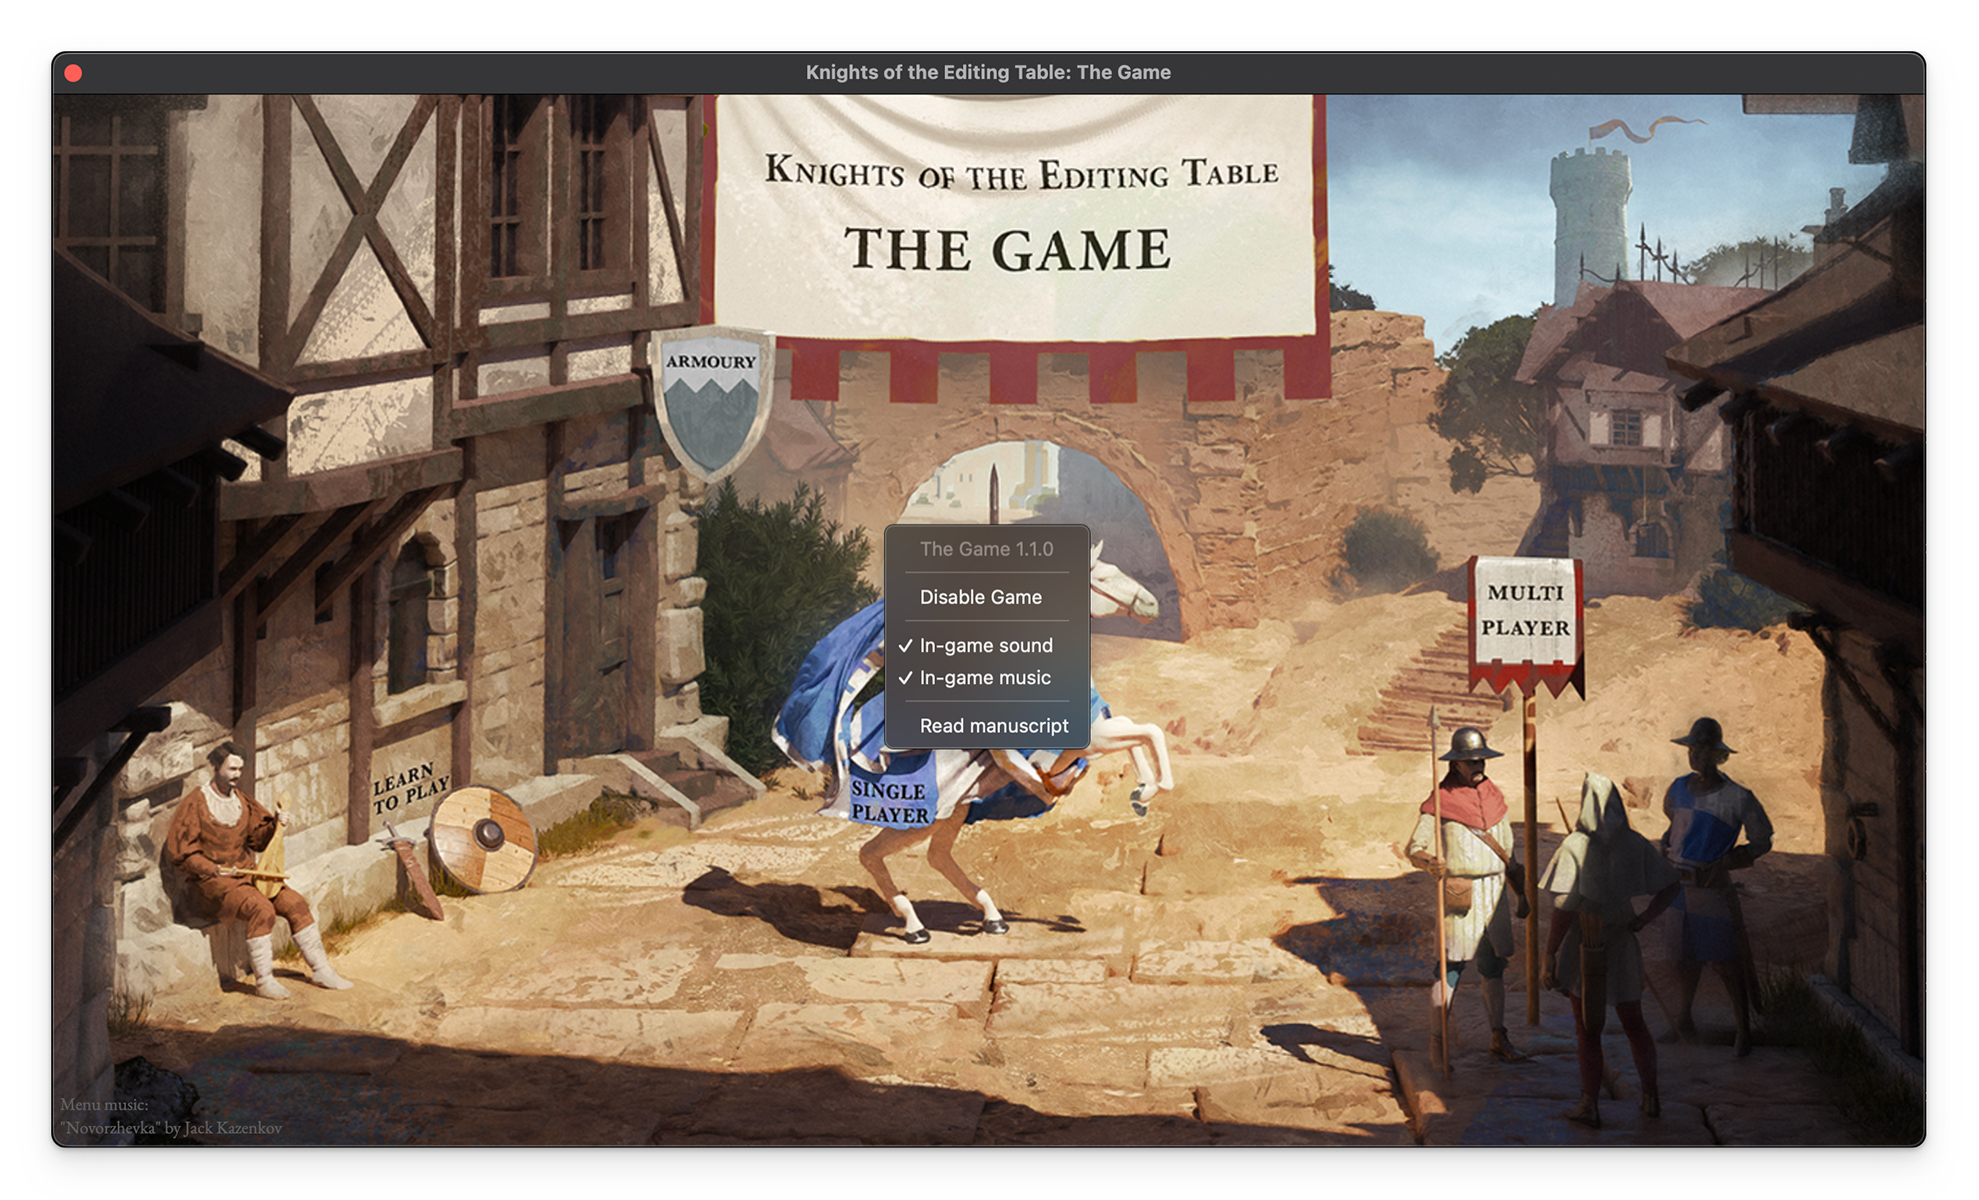 Knights of the Editing Table: The Game
KNIGHTS OF THE EDITING TABLE
THE GAME
ARMOURY
The Game 1.1.0
Disable Game
✓ In-game sound
✓ In-game music
Read manuscript
MULTI
PLAYER
LEARN
TO PLAY
SINGLE
PLAYER
Menu music:
"Novorzhevka" by Jack Kazenkov